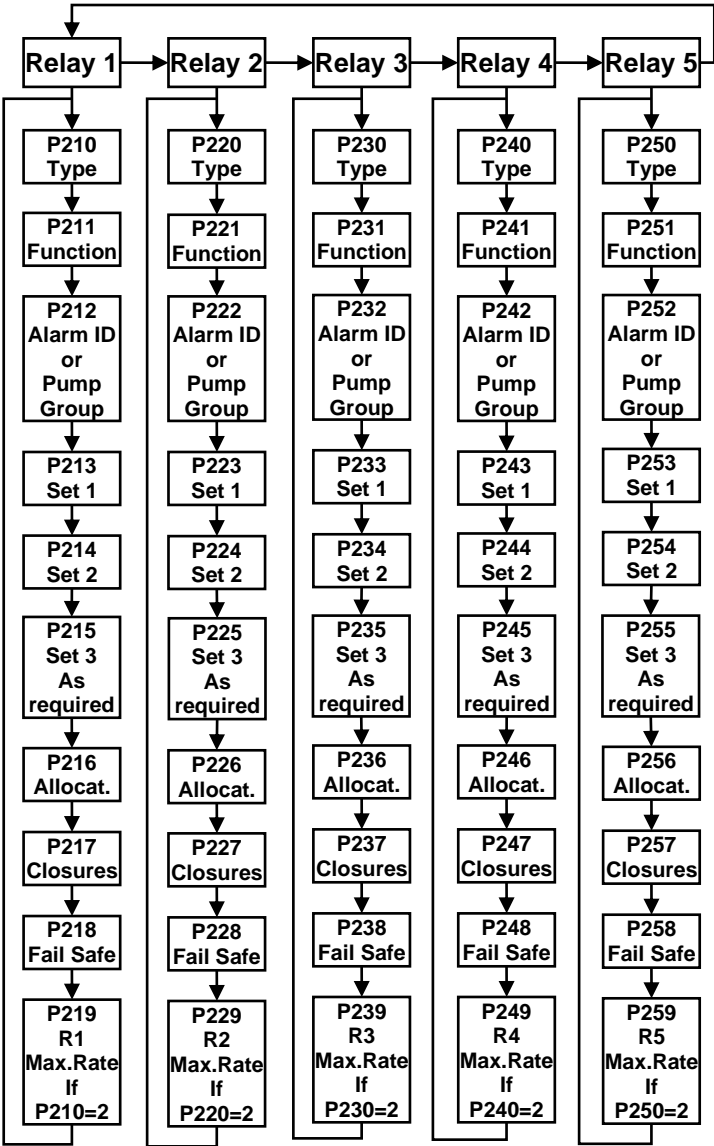 Relay 1
Relay 2
Relay 3
Relay 4
Relay 5
P210
Type
P211
Function
P212
Alarm ID
or
Pump
Group
P213
Set 1
P214
Set 2
P215
Set 3
As
required
P216
Allocat.
P217
Closures
P218
Fail Safe
P219
R1
Max.Rate
If
P210=2
P220
Type
P221
Function
P222
Alarm ID
or
Pump
Group
P223
Set 1
P224
Set 2
P225
Set 3
As
required
P226
Allocat.
P227
Closures
P228
Fail Safe
P229
R2
Max.Rate
If
P220=2
P230
Type
P231
Function
P232
Alarm ID
or
Pump
Group
P233
Set 1
P234
Set 2
P235
Set 3
As
required
P236
Allocat.
P237
Closures
P238
Fail Safe
P239
R3
Max.Rate
If
P230=2
P240
Type
P241
Function
P242
Alarm ID
or
Pump
Group
P243
Set 1
P244
Set 2
P245
Set 3
As
required
P246
Allocat.
P247
Closures
P248
Fail Safe
P249
R4
Max.Rate
If
P240=2
P250
Type
P251
Function
P252
Alarm ID
or
Pump
Group
P253
Set 1
P254
Set 2
P255
Set 3
As
required
P256
Allocat.
P257
Closures
P258
Fail Safe
P259
R5
Max.Rate
If
P250=2